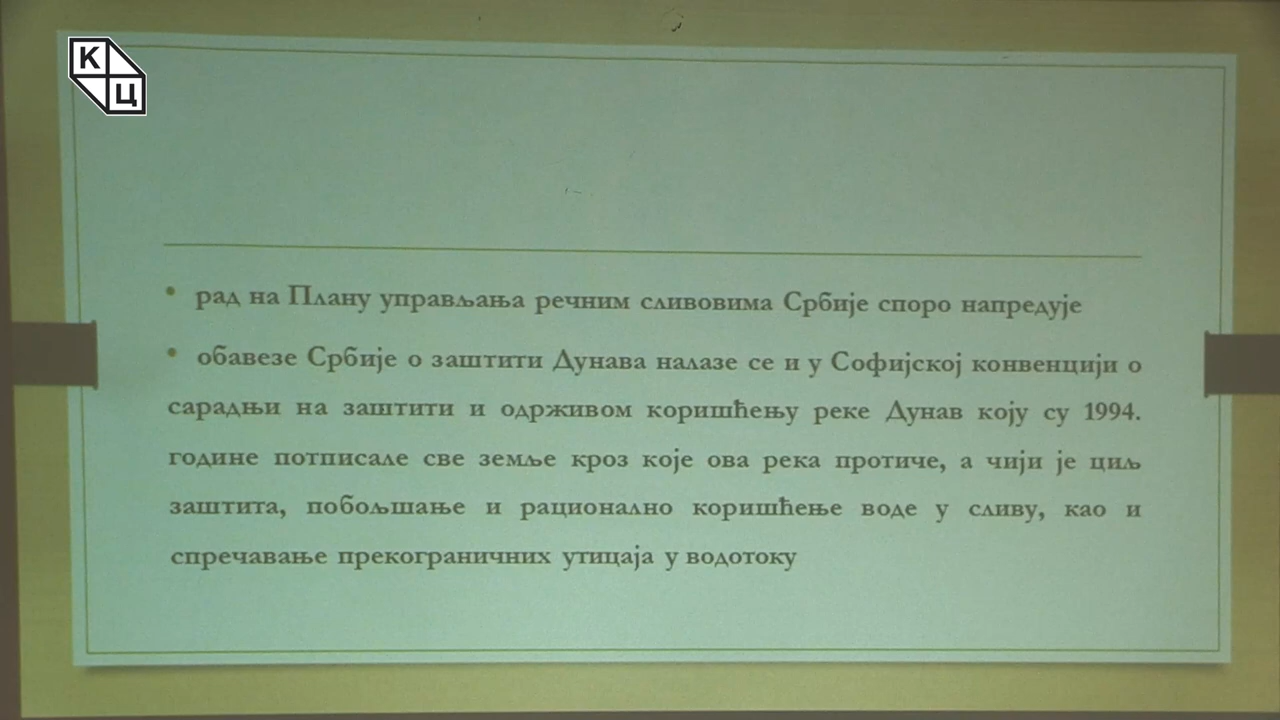 КЦ
• рад на Плану управљања речним сливовима Србије споро напредује
• обавезе Србије о заштити Дунава налазе се и у Софијској конвенцији о
сарадњи на заштити и одрживом коришћењу реке Дунав коју су 1994.
године потписале све земље кроз које ова река протиче, а чији је циљ
заштита, побољшање и рационално коришћење воде у сливу, као и
спречавање прекограничних утицаја у водотоку